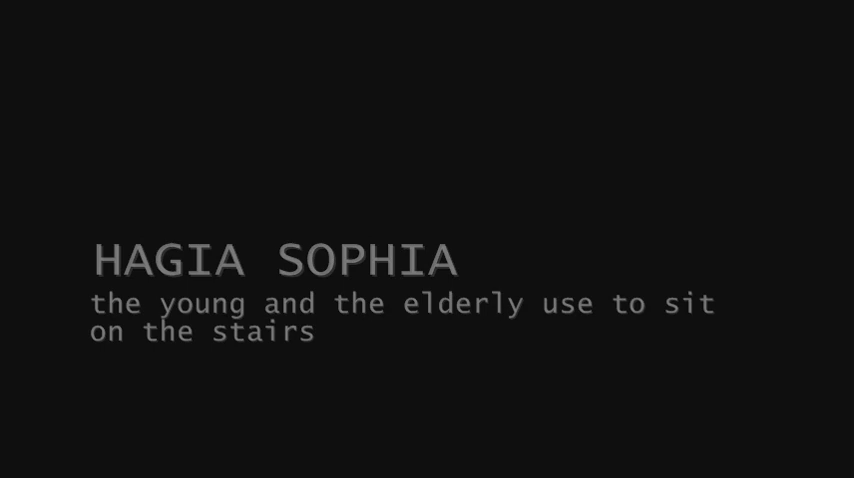 HAGIA SOPHIA
the young and the elderly use to sit
on the stairs